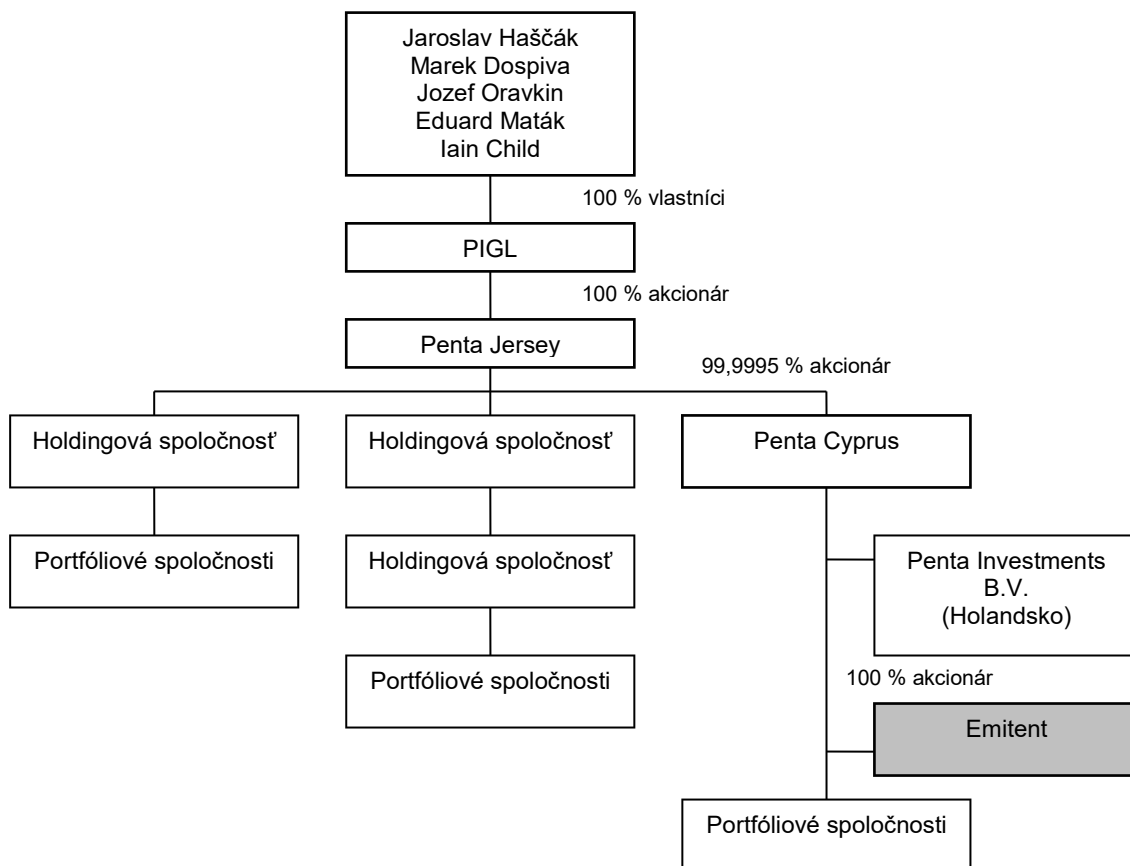 Jaroslav Haščák
Marek Dospiva
Jozef Oravkin
Eduard Maták
Iain Child
100 % vlastníci
PIGL
100 % akcionár
Penta Jersey
99,9995 % akcionár
Holdingová spoločnosť
Holdingová spoločnosť
Penta Cyprus
Portfóliové spoločnosti
Holdingová spoločnosť
Penta Investments
B.V.
(Holandsko)
Portfóliové spoločnosti
100 % akcionár
Emitent
Portfóliové spoločnosti